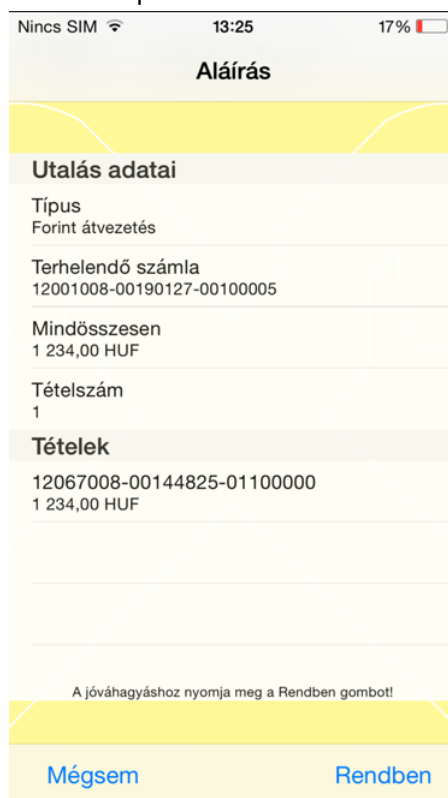 Nincs SIM 13:25 17%
Aláírás
Utalás adatai
Típus
Forint átvezetés
Terhelendő számla
12001008-00190127-00100005
Mindösszesen
1 234,00 HUF
Tételszám
1
Tételek
12067008-00144825-01100000
1 234,00 HUF
A jóváhagyáshoz nyomja meg a Rendben gombot!
Mégsem Rendben